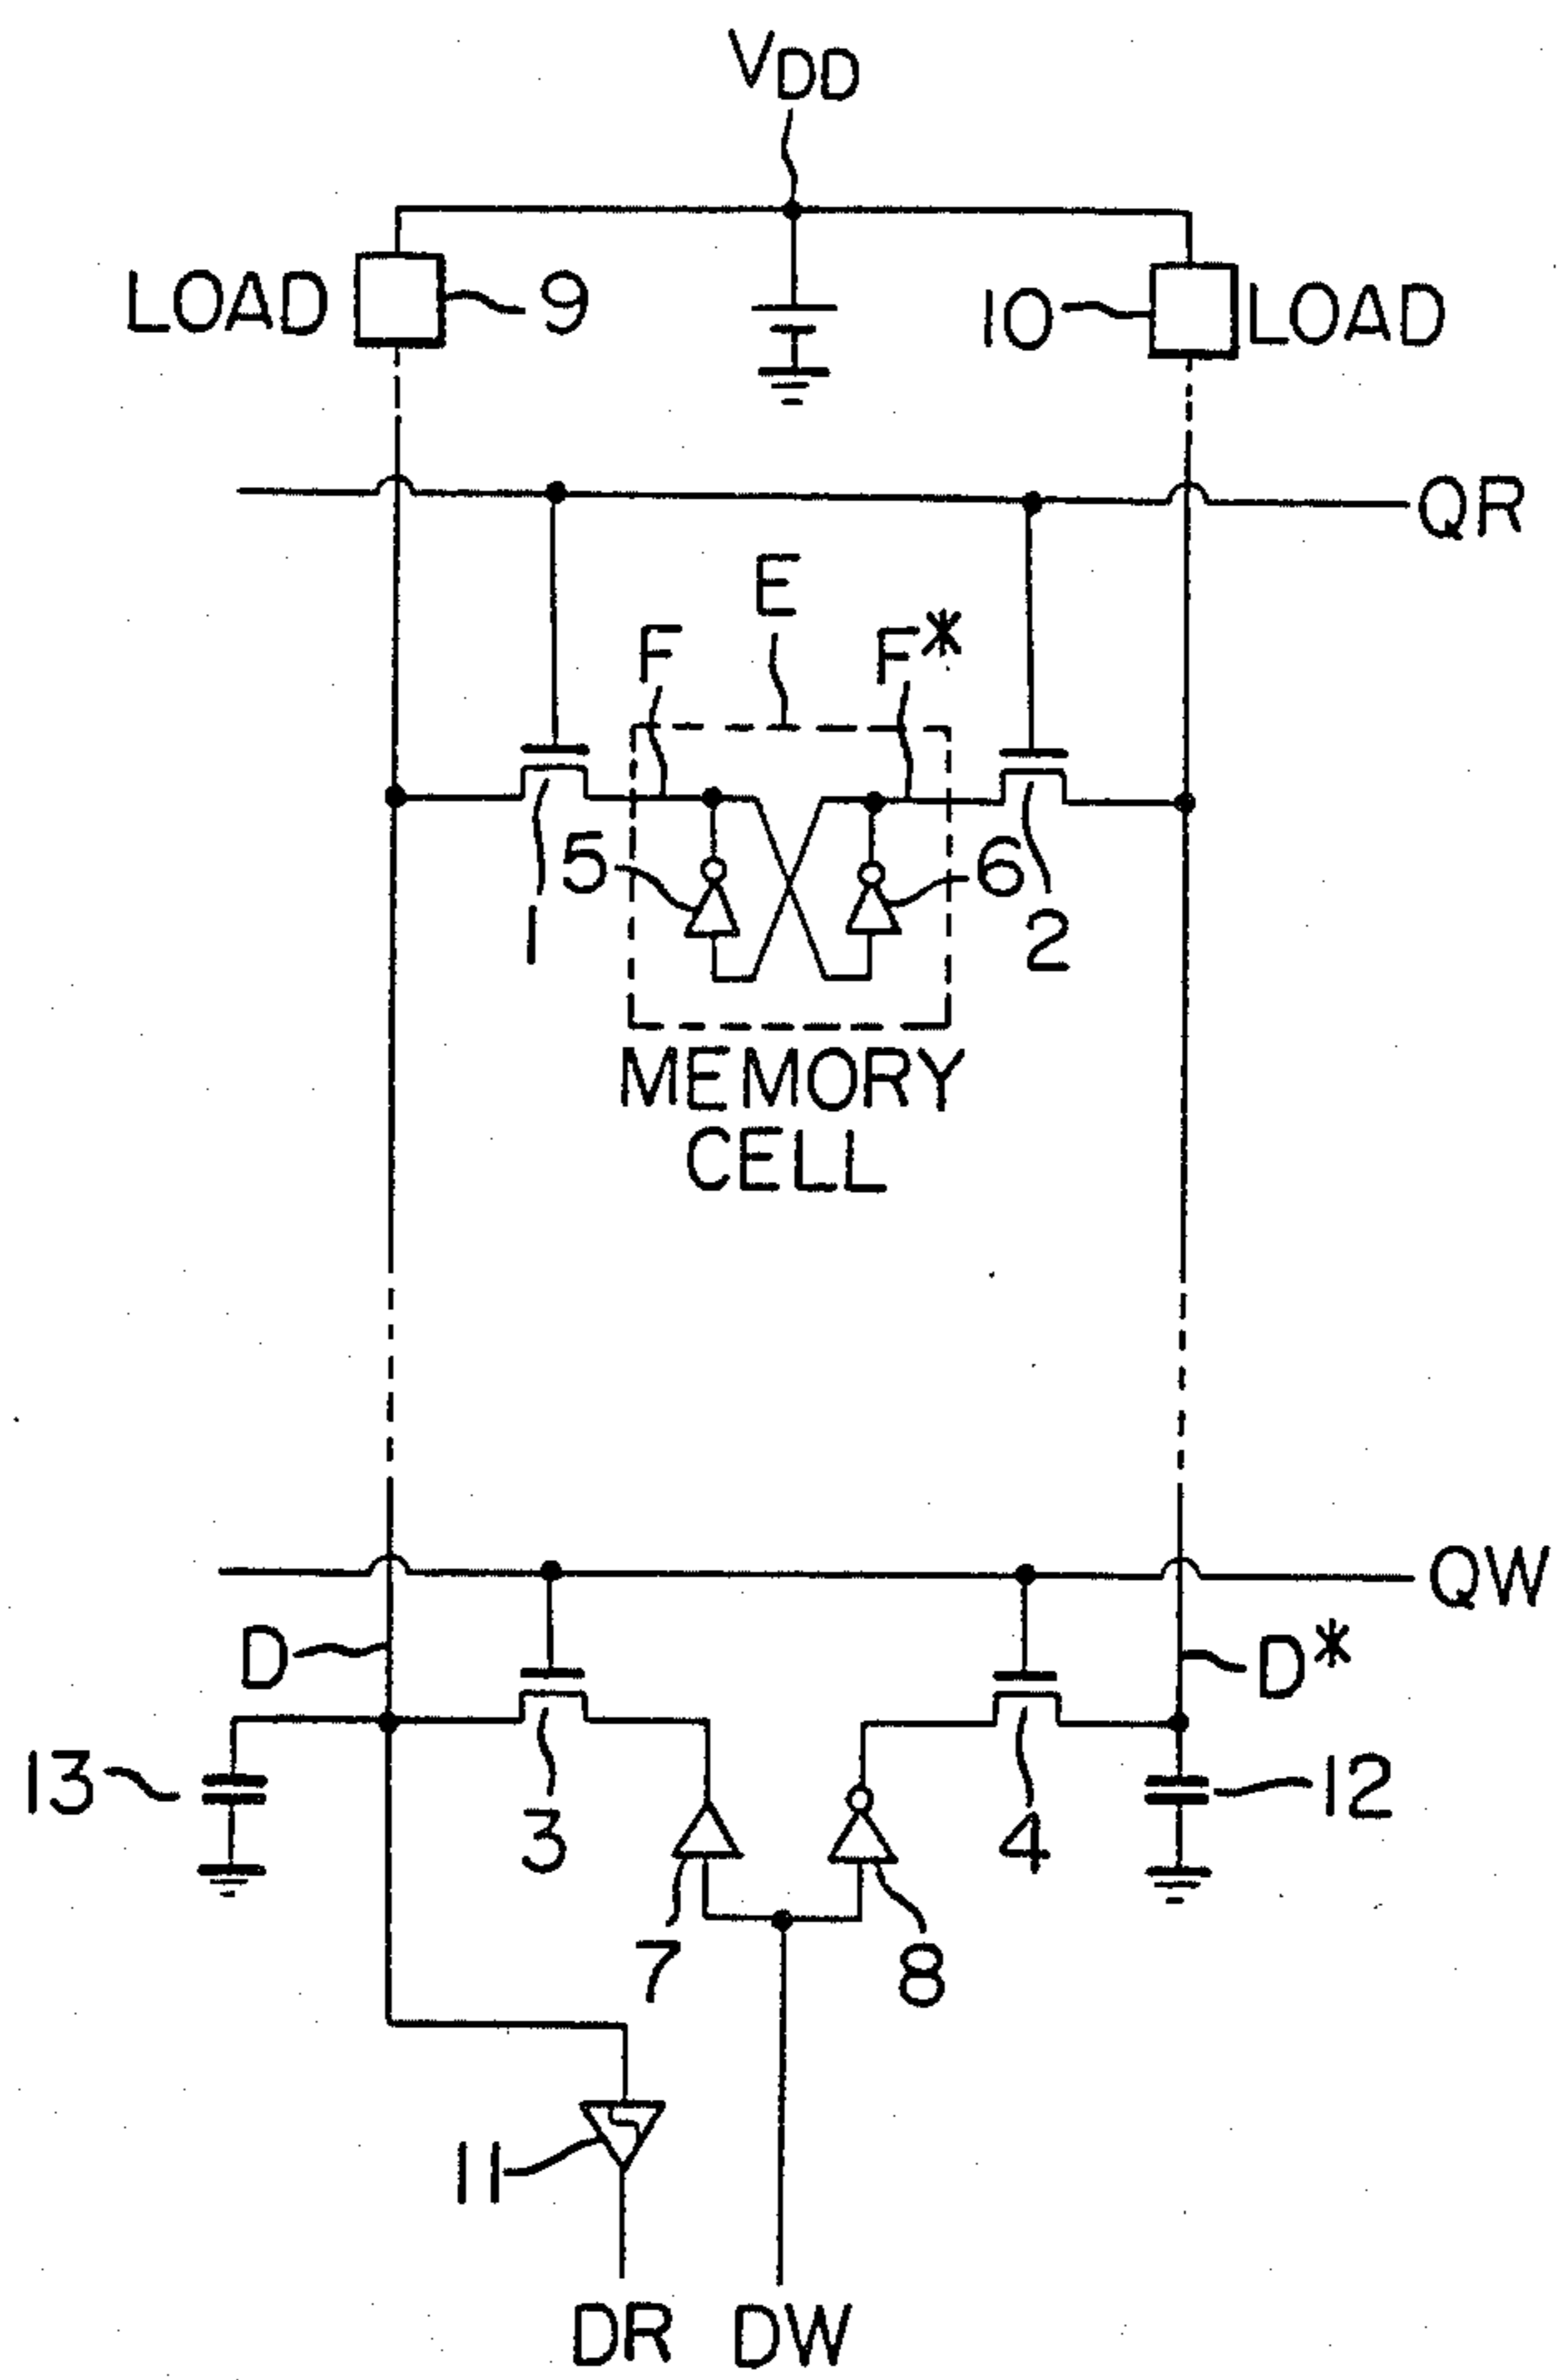 VDD
LOAD 9 10 LOAD
QR
E
F F*
5 6
1 2
MEMORY
CELL
QW
D D*
13 3 4 12
7 8
11
DR DW